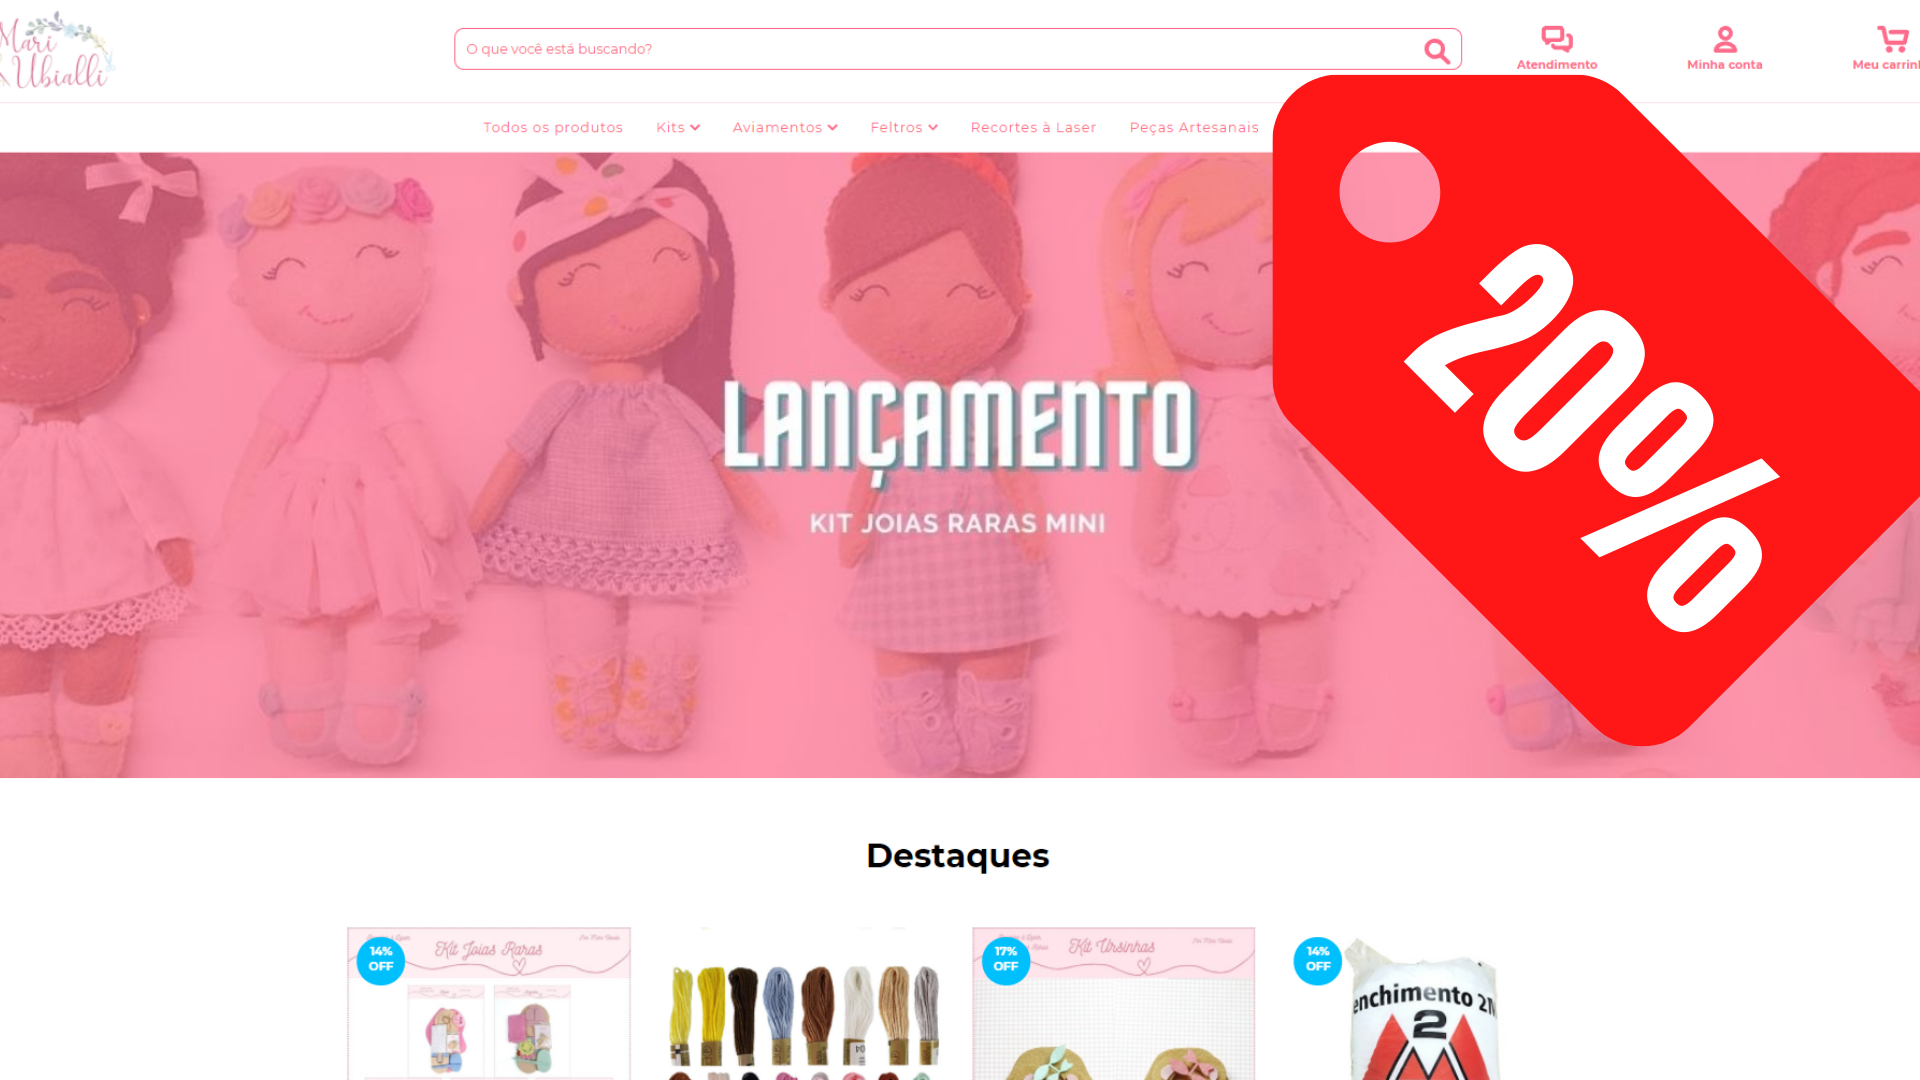 Mari
Ubialli
O que você está buscando?
Atendimento
Minha conta
Meu carrin
Todos os produtos
Kits
Aviamentos
Feltros
Recortes à Laser
Peças Artesanais
20%
LANÇAMENTO
KIT JOIAS RARAS MINI
Destaques
14%
OFF
Kit Joias Raras
17%
OFF
Kit Ursinhas
14%
OFF
enchimento 2
2